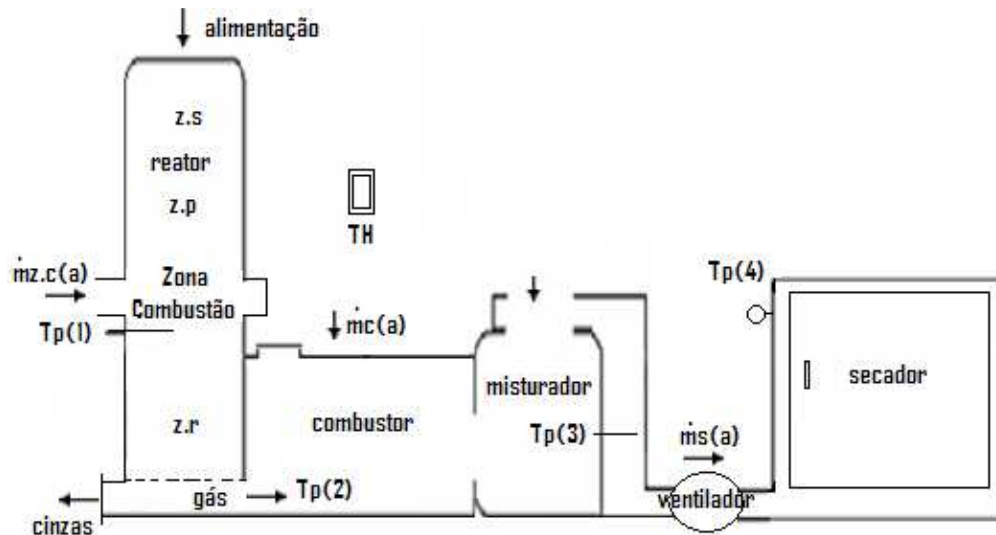 alimentação
z.s
reator
z.p
TH
ṁz.c(a)
Zona
Combustão
Tp(1)
ṁc(a)
Tp(4)
misturador
secador
z.r
combustor
Tp(3)
ṁs(a)
gás
Tp(2)
ventilador
cinzas